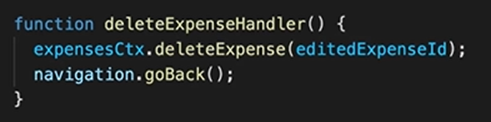 function deleteExpenseHandler() {
  expensesCtx.deleteExpense(editedExpenseId);
  navigation.goBack();
}